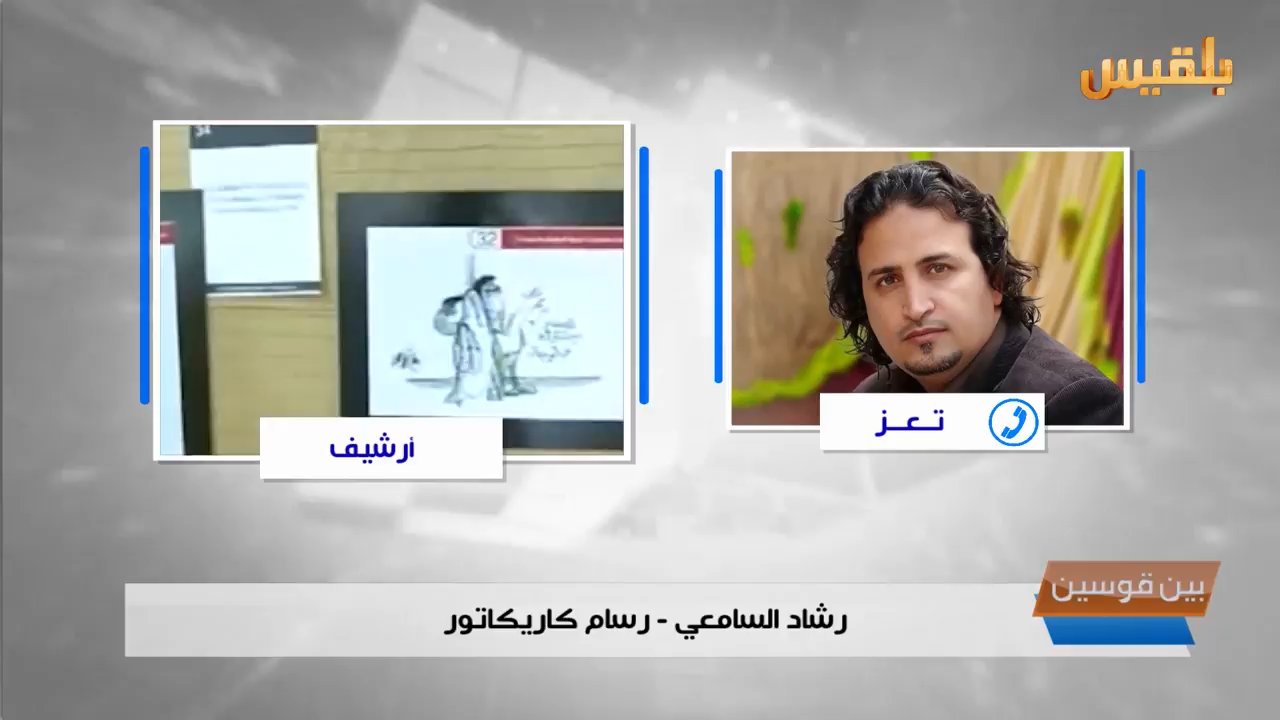 بلقيس
32
34
أرشيف
تعز
بين قوسين
رشاد السامعي - رسام كاريكاتور